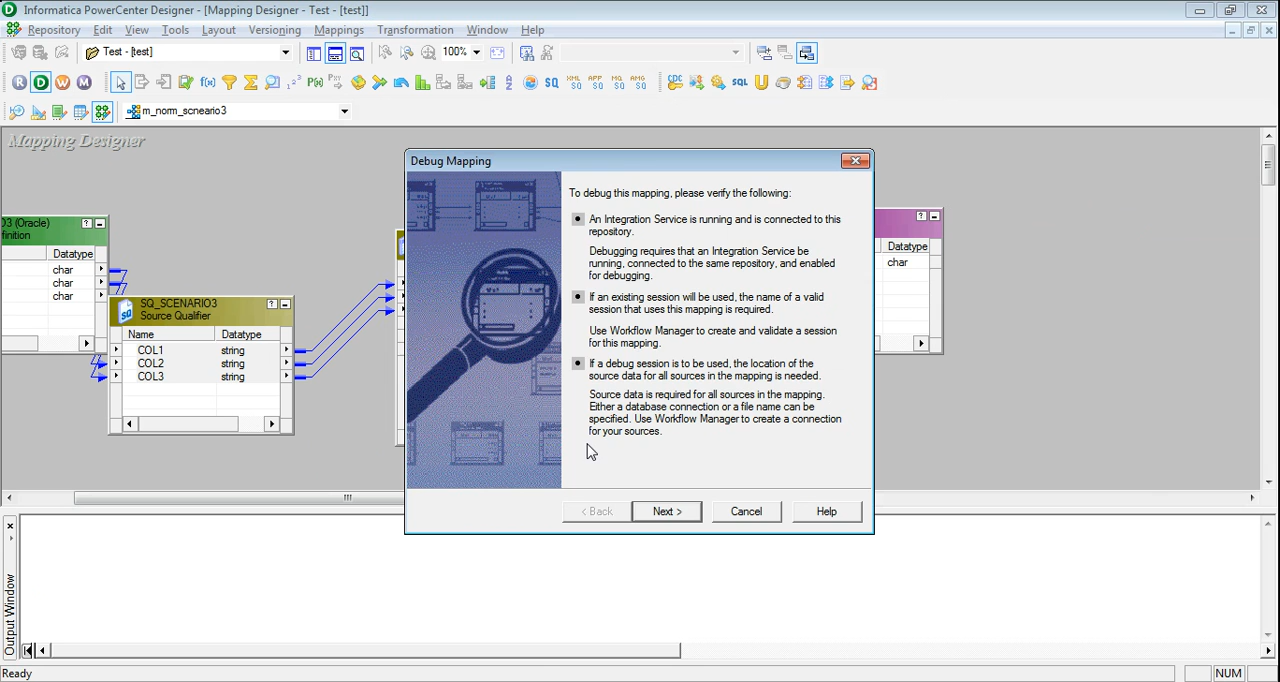 Informatica PowerCenter Designer - [Mapping Designer - Test - [test]]
Repository Edit View Tools Layout Versioning Mappings Transformation Window Help
Test - [test] 100%
m_norm_scneario3
Mapping Designer
Debug Mapping
To debug this mapping, please verify the following:
An Integration Service is running and is connected to this
repository.
Debugging requires that an Integration Service be
running, connected to the same repository, and enabled
for debugging.
If an existing session will be used, the name of a valid
session that uses this mapping is required.
Use Workflow Manager to create and validate a session
for this mapping.
If a debug session is to be used, the location of the
source data for all sources in the mapping is needed.
Source data is required for all sources in the mapping.
Either a database connection or a file name can be
specified. Use Workflow Manager to create a connection
for your sources.
< Back Next > Cancel Help
O3 (Oracle)
finition
Datatype
char
char
char
SQ_SCENARIO3
Source Qualifier
Name Datatype
COL1 string
COL2 string
COL3 string
Datatype
char
Output Window
Ready NUM